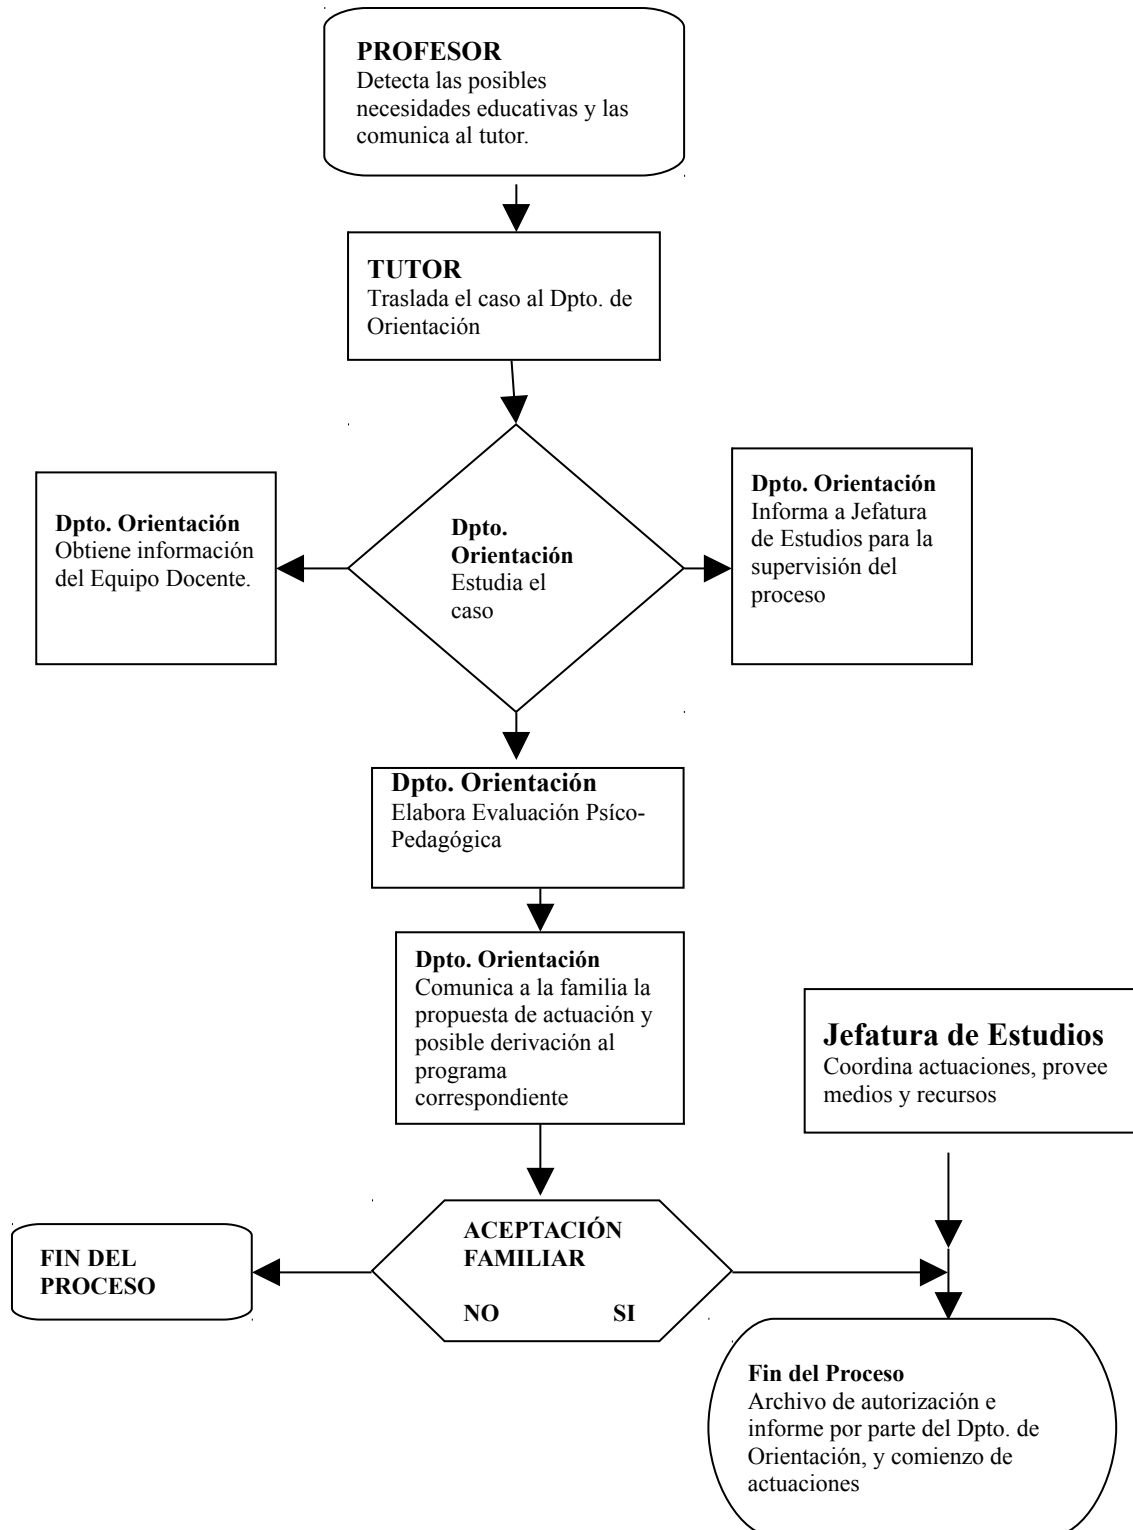 PROFESOR
Detecta las posibles
necesidades educativas y las
comunica al tutor.
TUTOR
Traslada el caso al Dpto. de
Orientación
Dpto. Orientación
Obtiene información
del Equipo Docente.
Dpto.
Orientación
Estudia el
caso
Dpto. Orientación
Informa a Jefatura
de Estudios para la
supervisión del
proceso
Dpto. Orientación
Elabora Evaluación Psíco-
Pedagógica
Dpto. Orientación
Comunica a la familia la
propuesta de actuación y
posible derivación al
programa
correspondiente
Jefatura de Estudios
Coordina actuaciones, provee
medios y recursos
ACEPTACIÓN
FAMILIAR
NO SI
FIN DEL
PROCESO
Fin del Proceso
Archivo de autorización e
informe por parte del Dpto. de
Orientación, y comienzo de
actuaciones